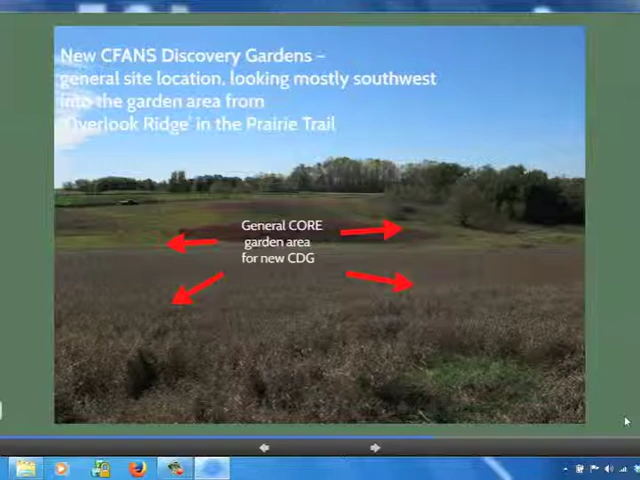 New CFANS Discovery Gardens –
general site location, looking mostly southwest
into the garden area from
'Overlook Ridge' in the Prairie Trail
General CORE
garden area
for new CDG